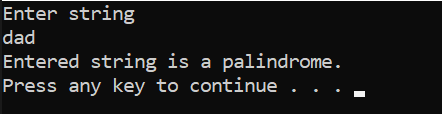 Enter string
dad
Entered string is a palindrome.
Press any key to continue . . .